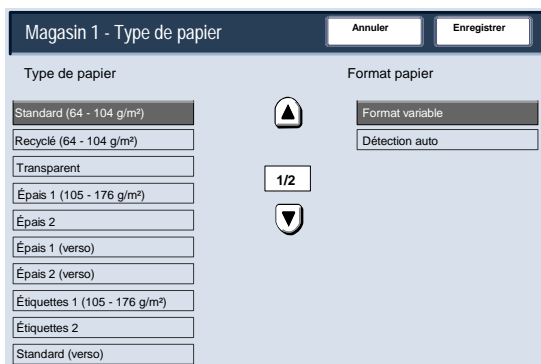 Magasin 1 - Type de papier
Annuler
Enregistrer
Type de papier
Format papier
Standard (64 - 104 g/m²)
Recyclé (64 - 104 g/m²)
Transparent
Épais 1 (105 - 176 g/m²)
Épais 2
Épais 1 (verso)
Épais 2 (verso)
Étiquettes 1 (105 - 176 g/m²)
Étiquettes 2
Standard (verso)
1/2
Format variable
Détection auto